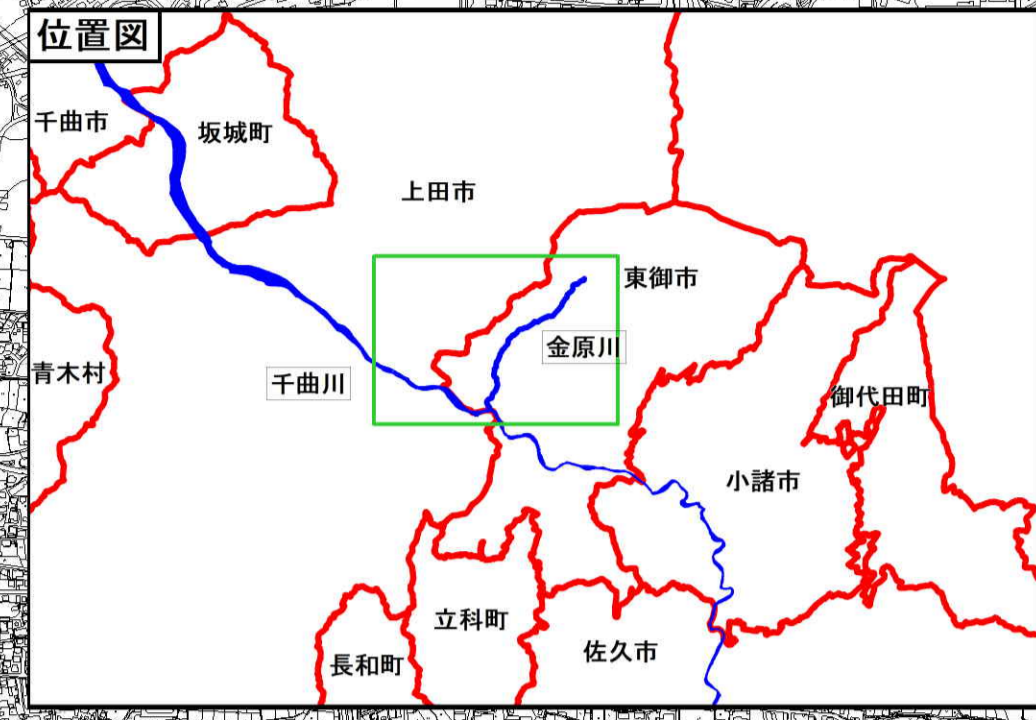 位置図
千曲市
坂城町
上田市
東御市
金原川
青木村
千曲川
御代田町
小諸市
立科町
佐久市
長和町